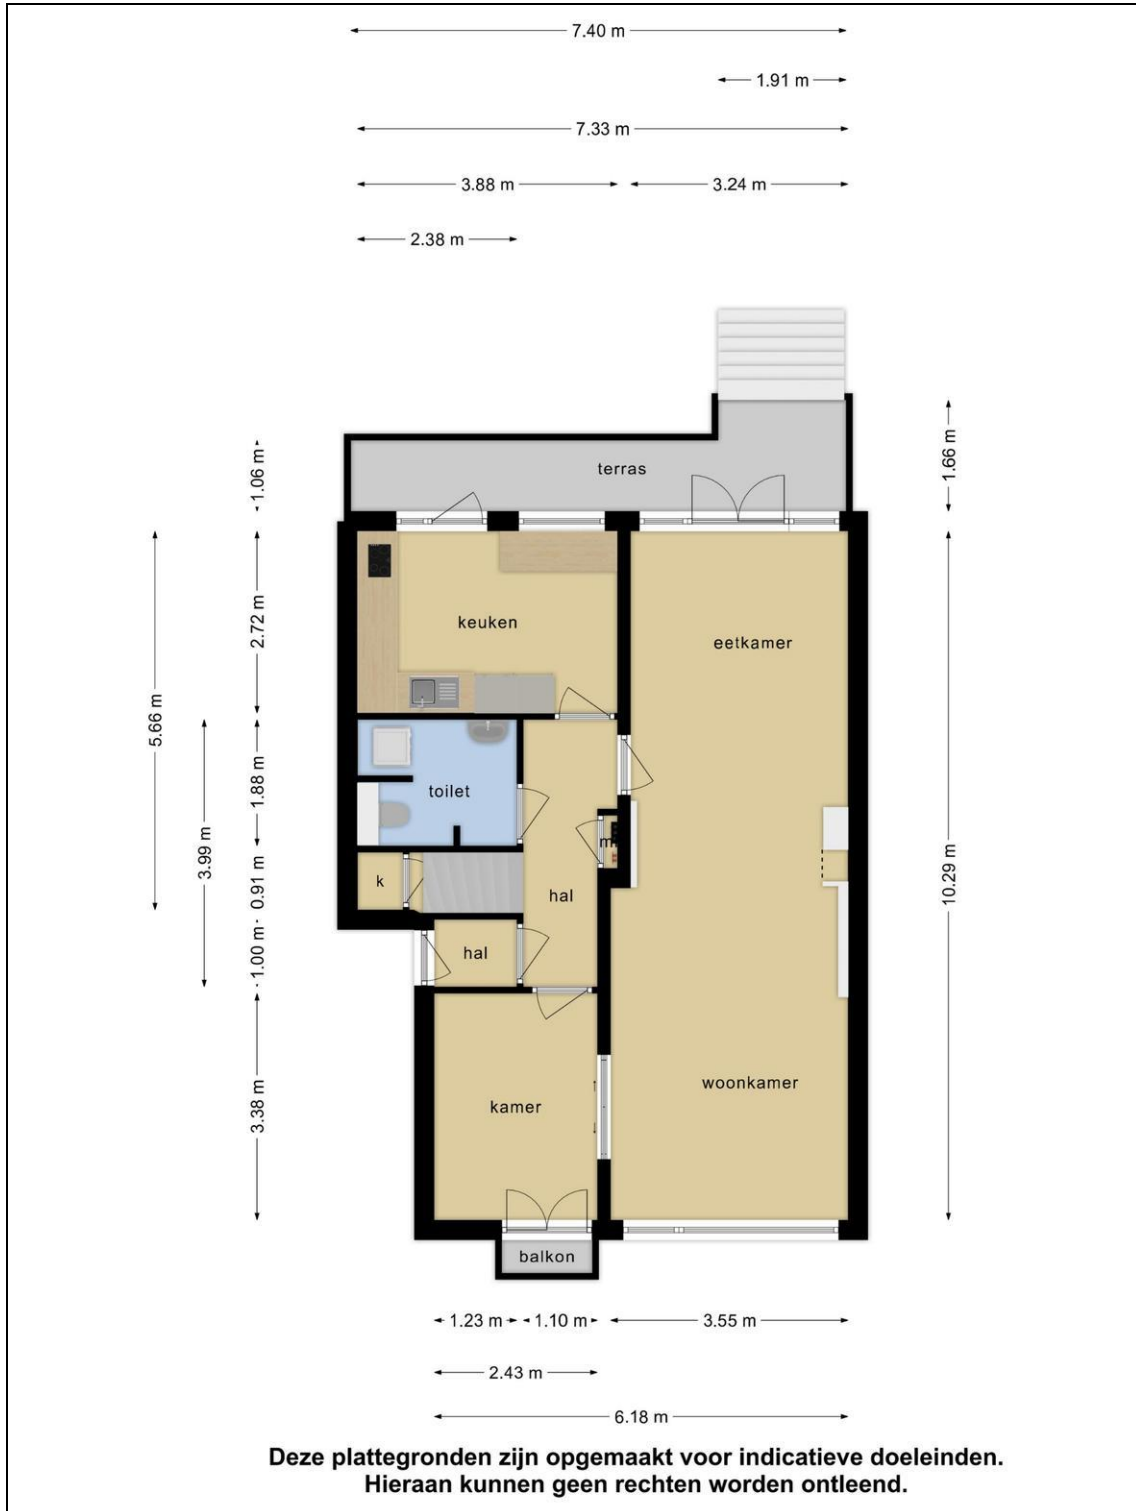 7.40 m
1.91 m
7.33 m
3.88 m
3.24 m
2.38 m
1.06 m
1.66 m
terras
2.72 m
keuken
eetkamer
5.66 m
1.88 m
toilet
3.99 m
m
0.91 m
k
hal
10.29 m
1.00 m
hal
3.38 m
woonkamer
kamer
balkon
1.23 m
1.10 m
3.55 m
2.43 m
6.18 m
Deze plattegronden zijn opgemaakt voor indicatieve doeleinden.
Hieraan kunnen geen rechten worden ontleend.